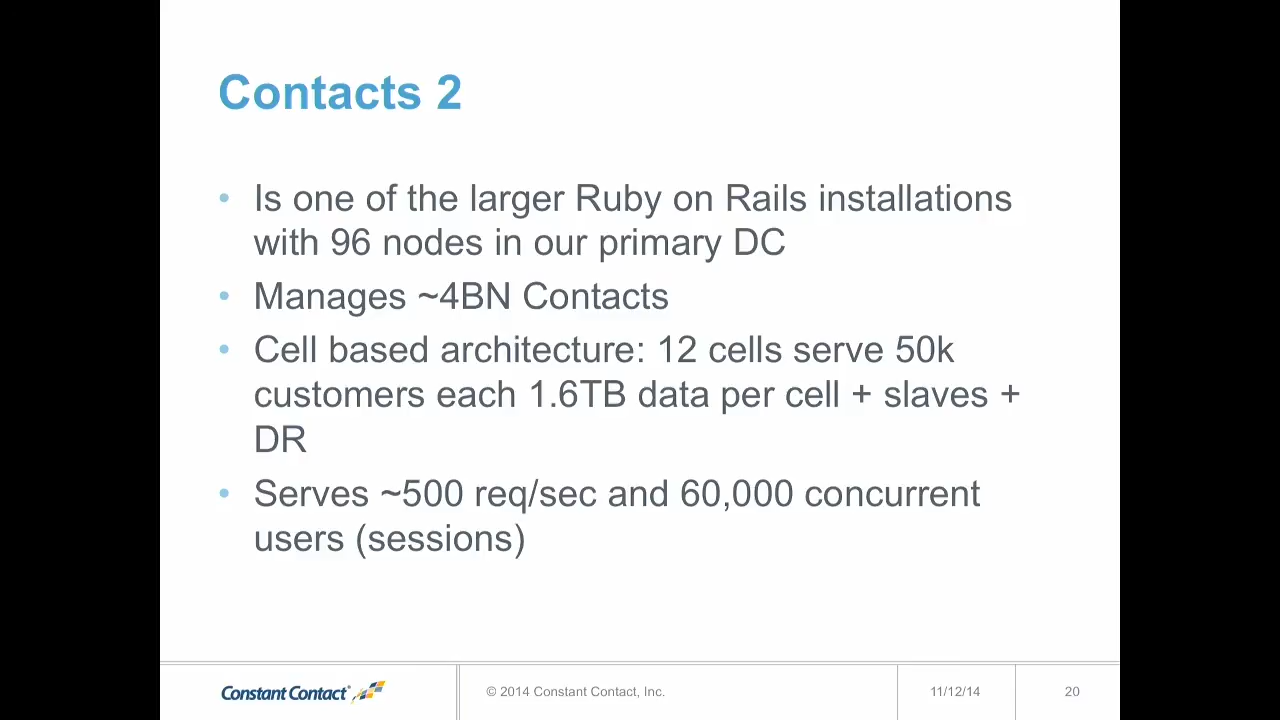 Contacts 2
• Is one of the larger Ruby on Rails installations
with 96 nodes in our primary DC
• Manages ~4BN Contacts
• Cell based architecture: 12 cells serve 50k
customers each 1.6TB data per cell + slaves +
DR
• Serves ~500 req/sec and 60,000 concurrent
users (sessions)
Constant Contact®
© 2014 Constant Contact, Inc.
11/12/14
20